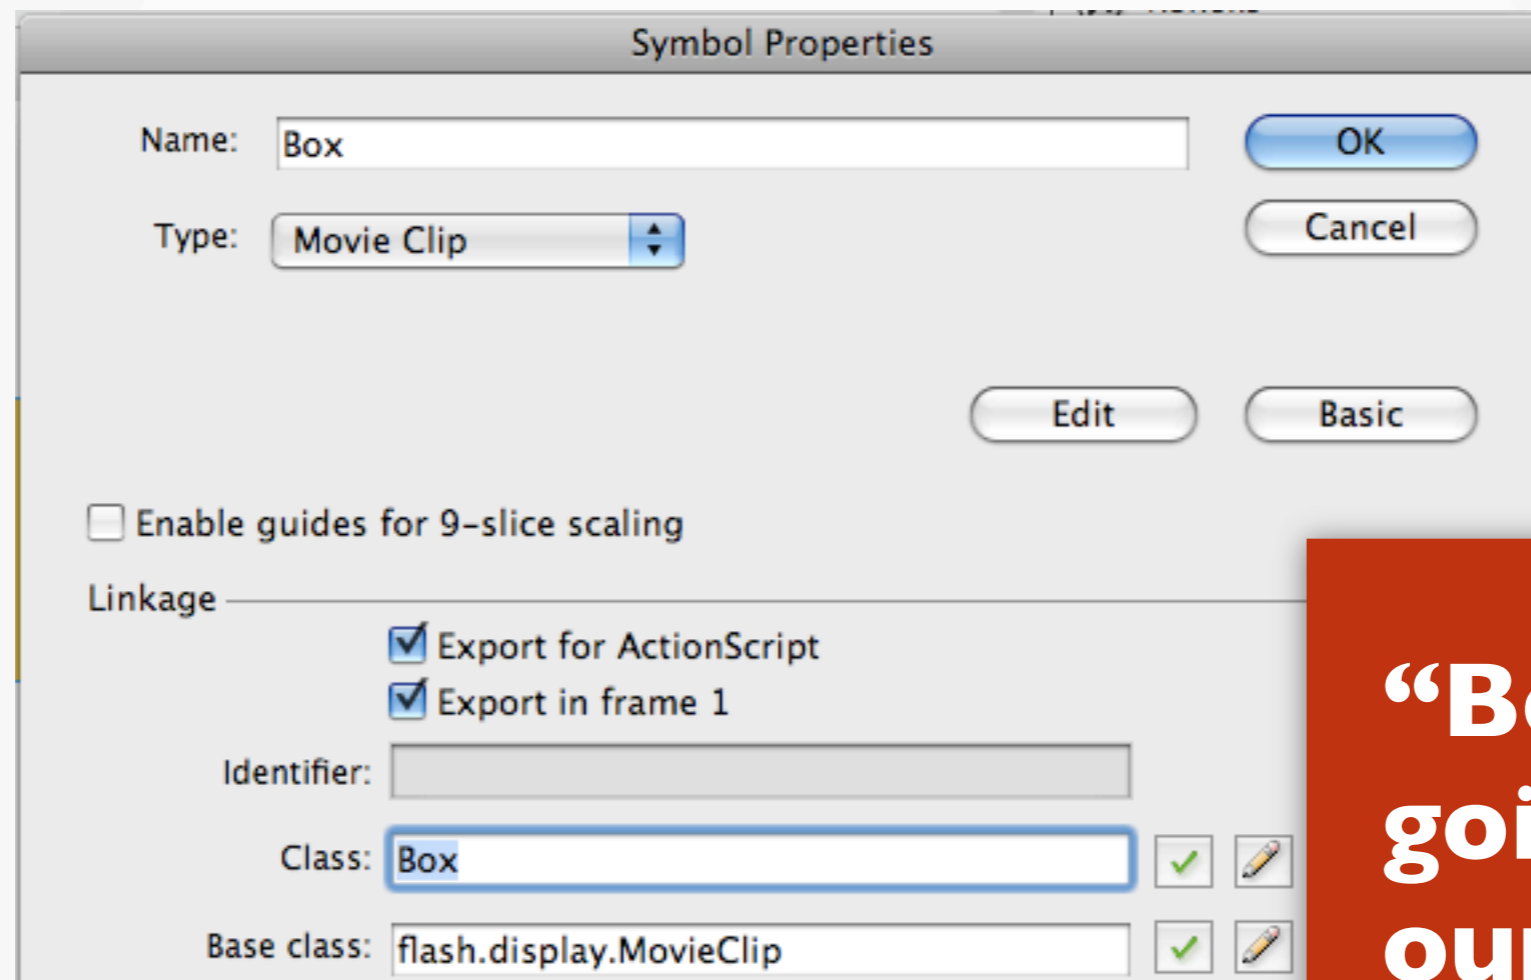 Symbol Properties
Name: Box
OK
Type: Movie Clip
Cancel
Edit
Basic
Enable guides for 9-slice scaling
Linkage
Export for ActionScript
Export in frame 1
Identifier:
Class: Box
Base class: flash.display.MovieClip